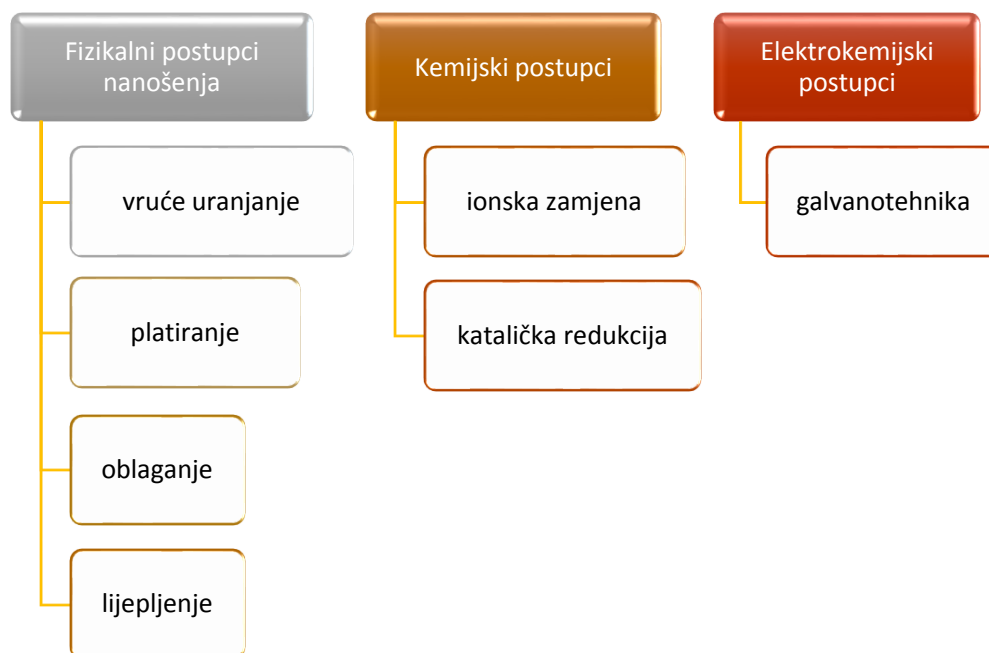 Fizikalni postupci
nanošenja
vruće uranjanje
platiranje
oblaganje
lijepljenje
Kemijski postupci
ionska zamjena
katalička redukcija
Elektrokemijski
postupci
galvanotehnika